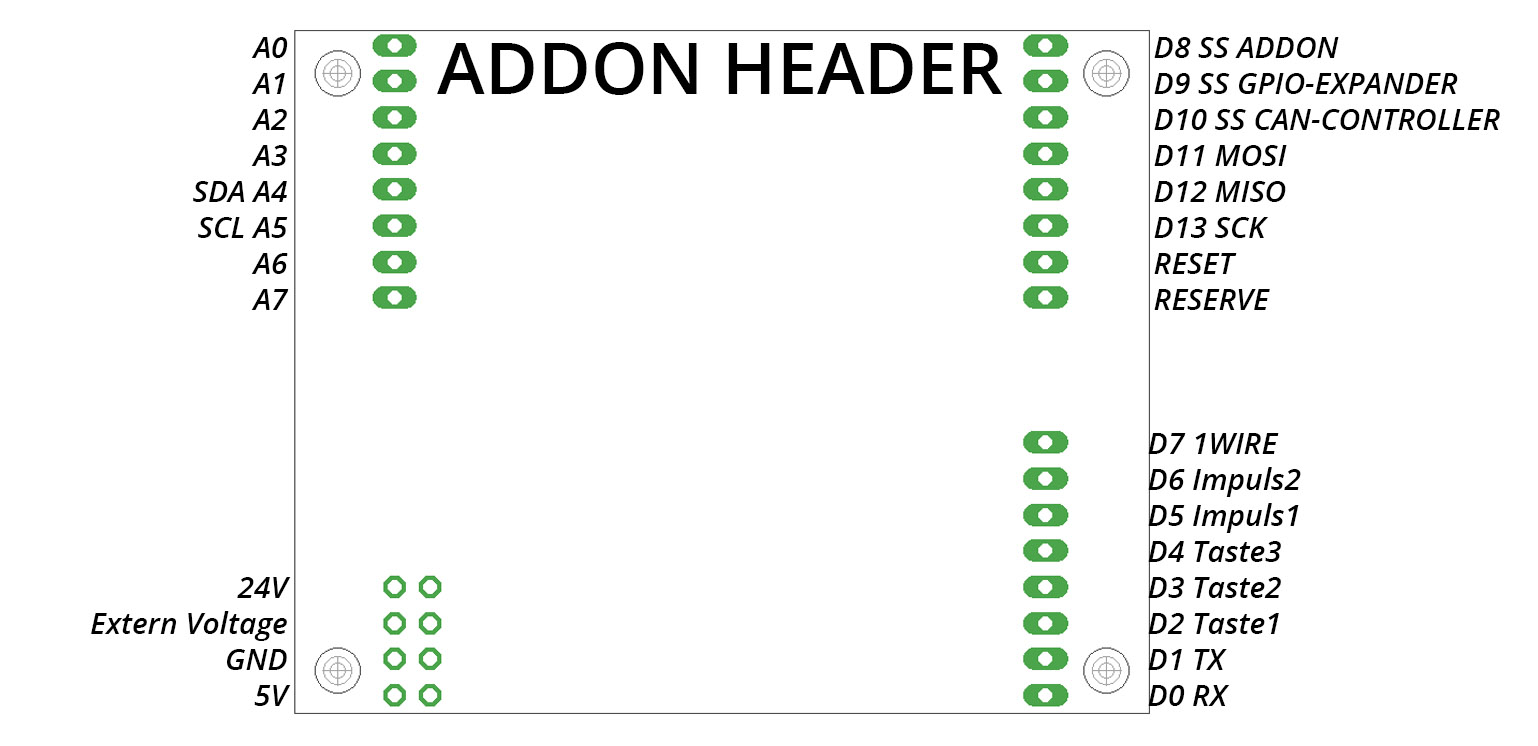 ADDON HEADER
A0
A1
A2
A3
SDA A4
SCL A5
A6
A7
24V
Extern Voltage
GND
5V
D8 SS ADDON
D9 SS GPIO-EXPANDER
D10 SS CAN-CONTROLLER
D11 MOSI
D12 MISO
D13 SCK
RESET
RESERVE
D7 1WIRE
D6 Impuls2
D5 Impuls1
D4 Taste3
D3 Taste2
D2 Taste1
D1 TX
D0 RX